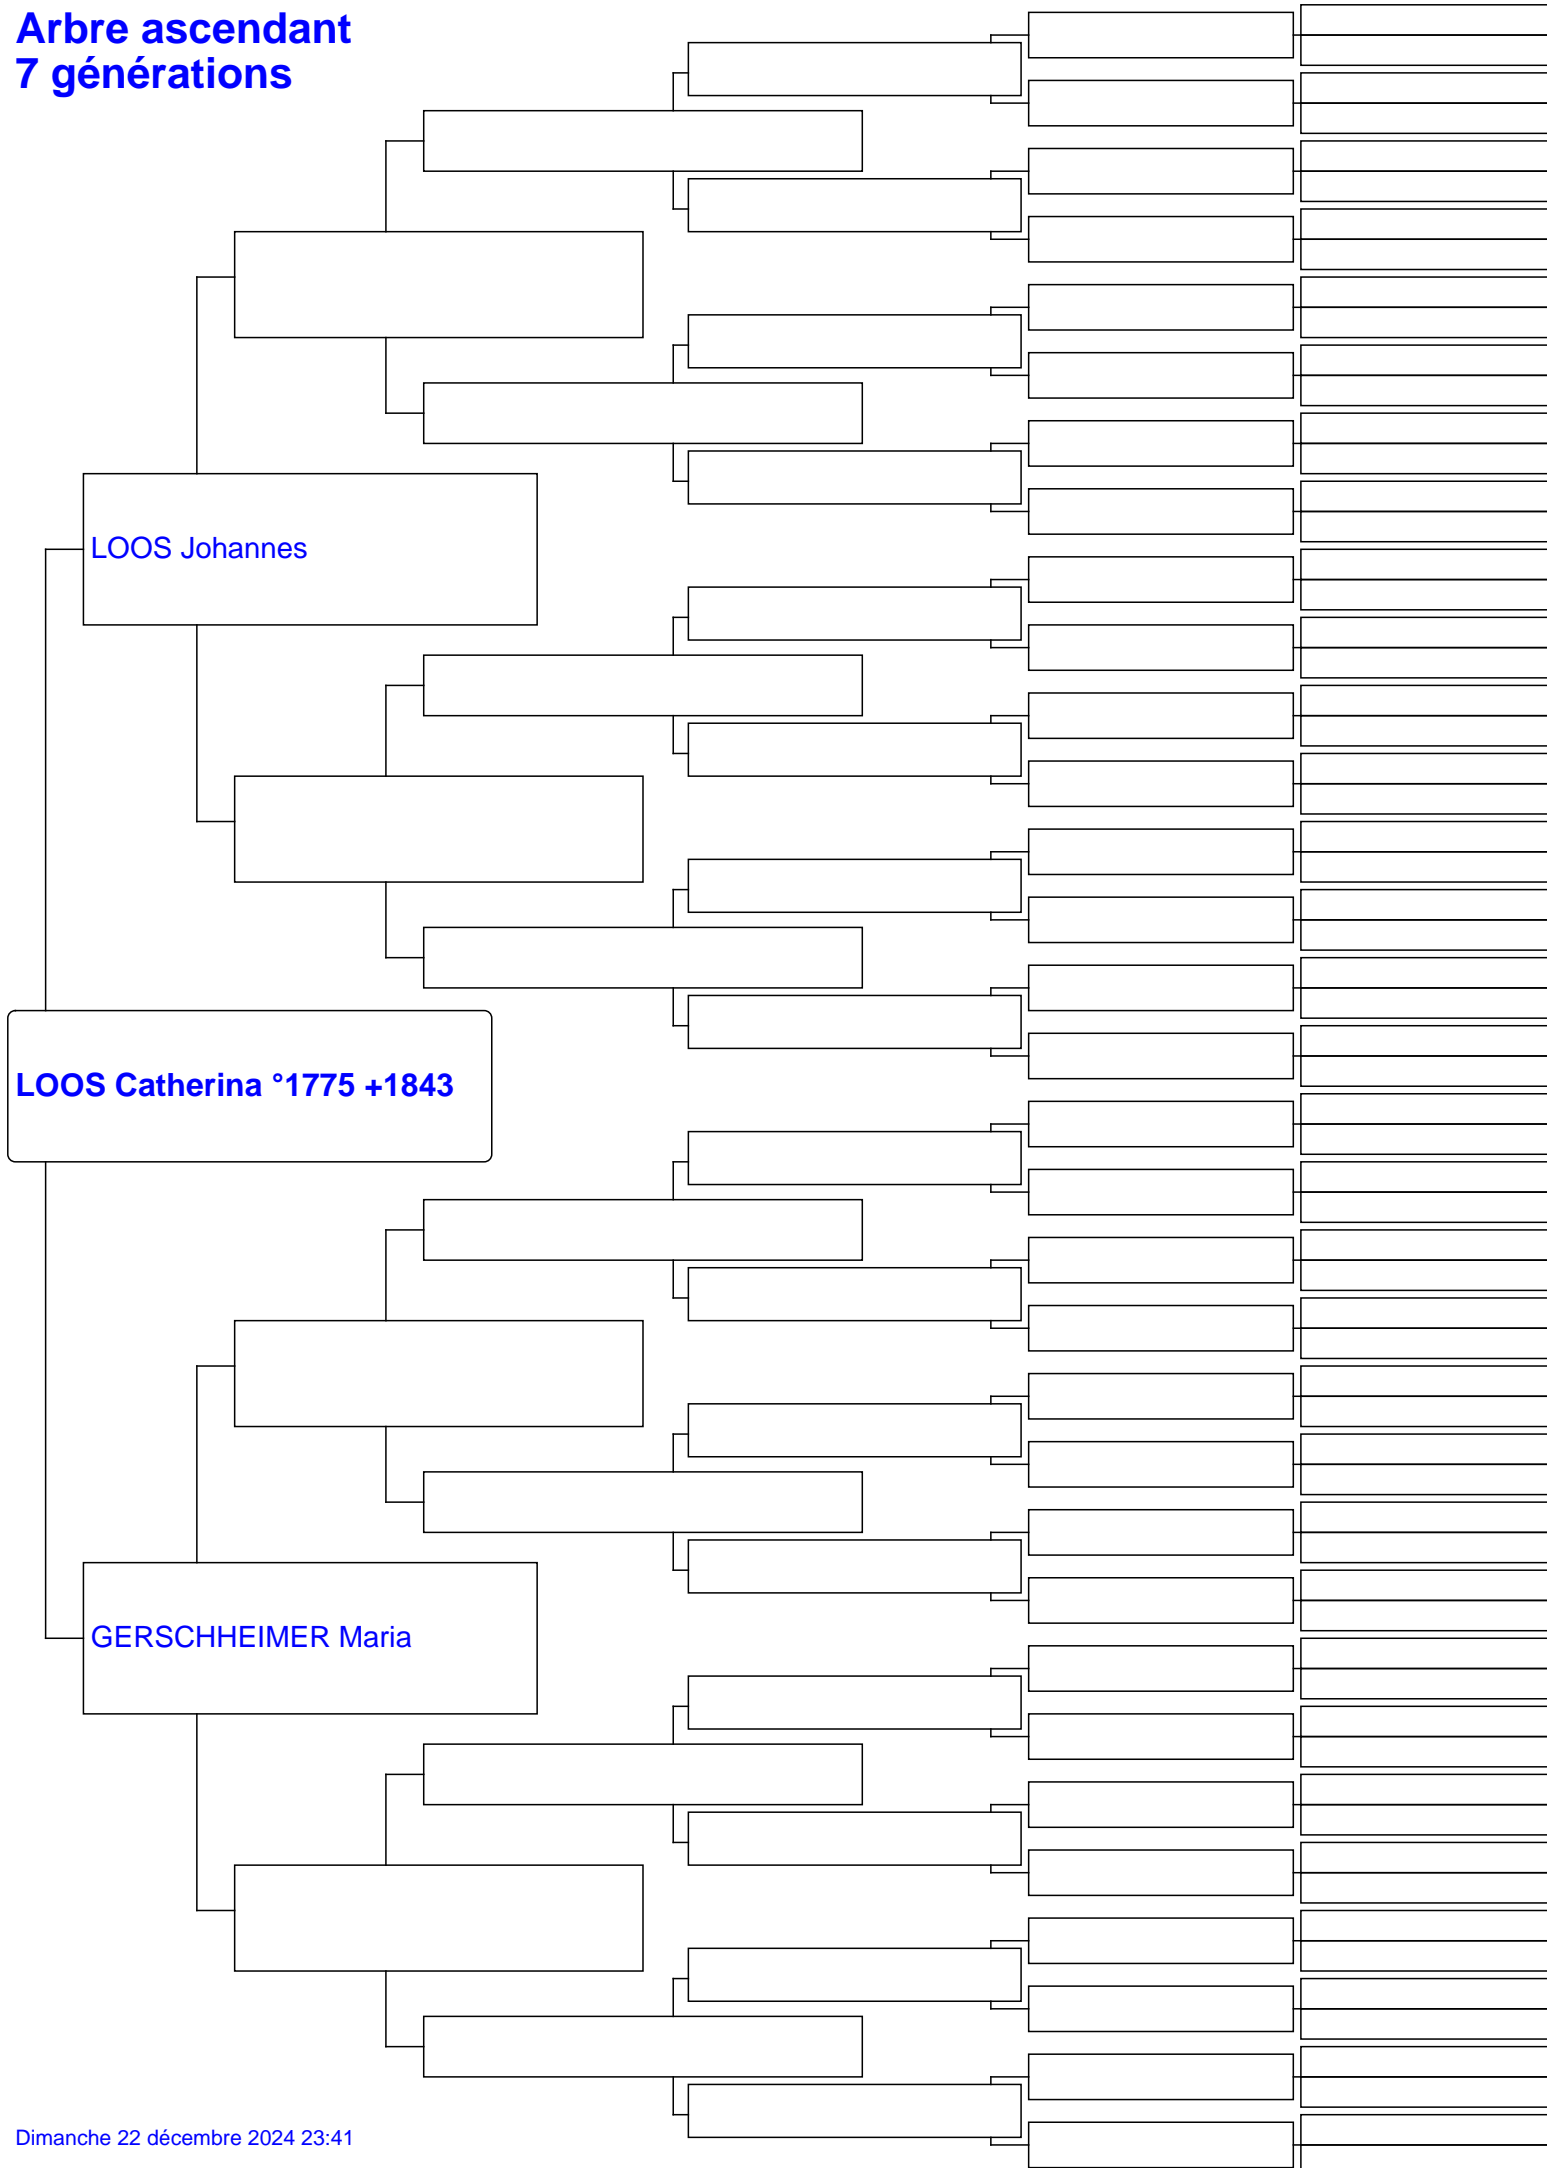 Arbre ascendant
7 générations
LOOS Johannes
LOOS Catherina °1775 +1843
GERSCHHEIMER Maria
Dimanche 22 décembre 2024 23:41